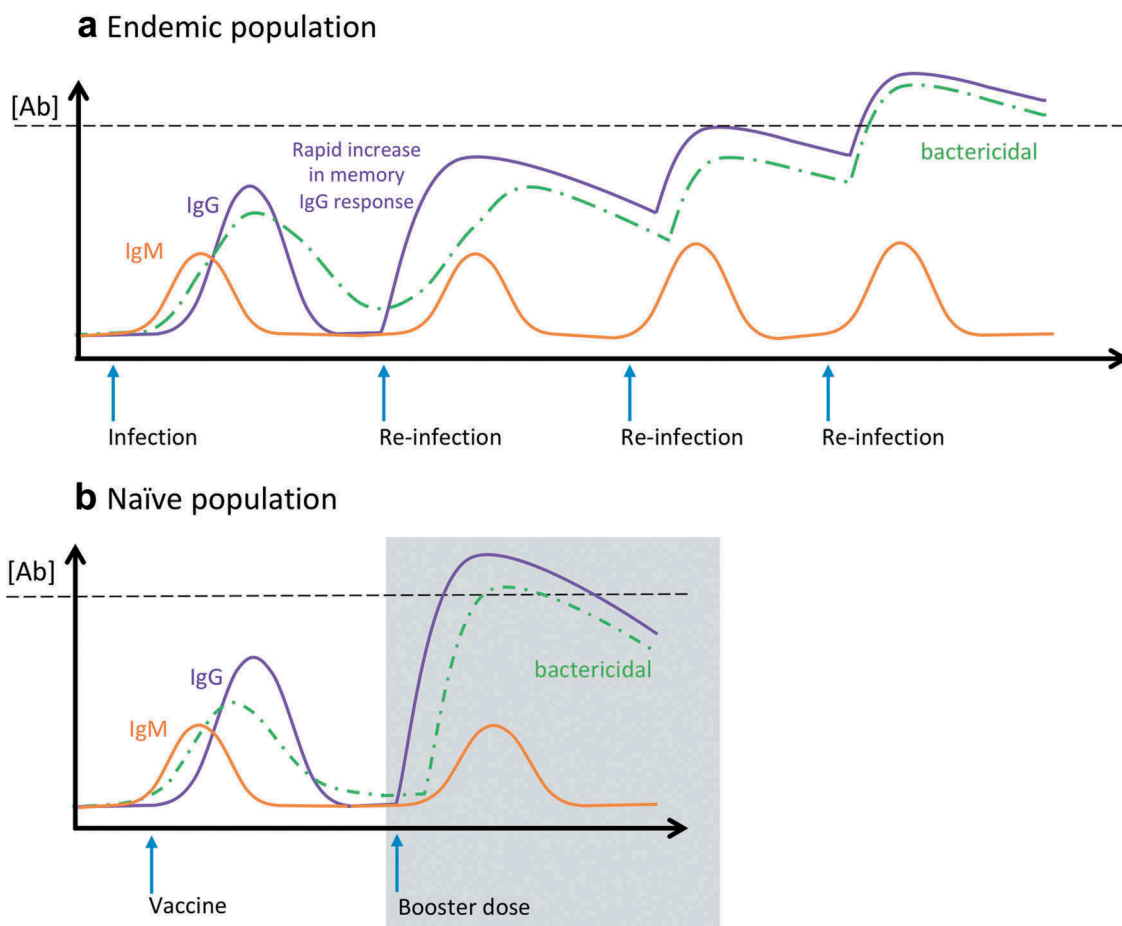 a Endemic population
[Ab]
Rapid increase
in memory
IgG response
IgG
IgM
bactericidal
Infection
Re-infection
Re-infection
Re-infection
b Naïve population
[Ab]
IgG
IgM
bactericidal
Vaccine
Booster dose